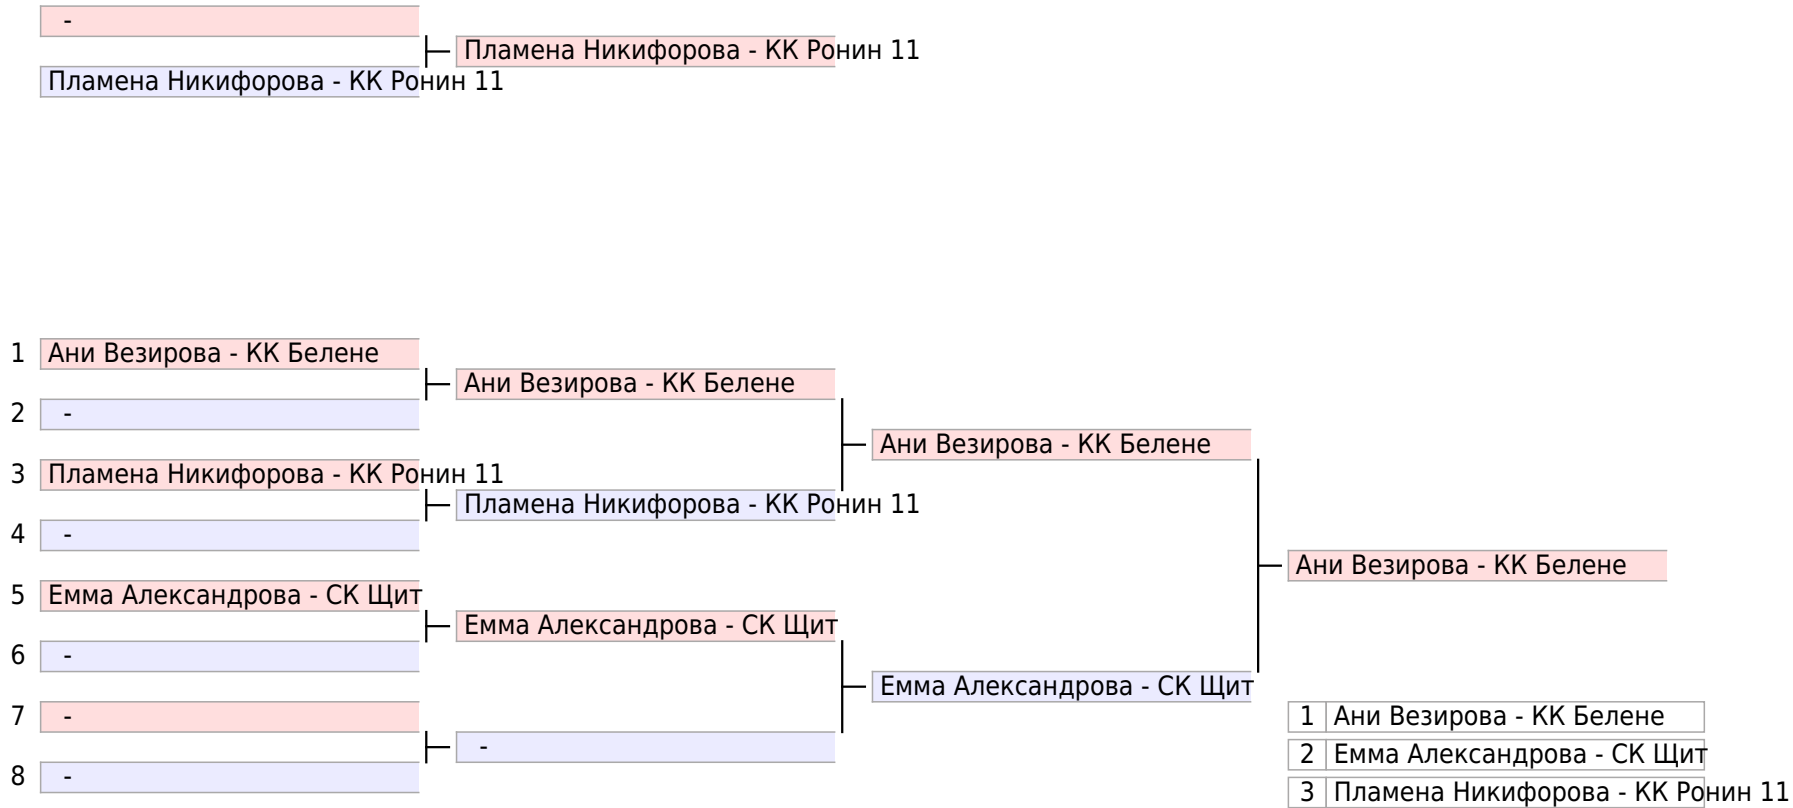 -
Пламена Никифорова - КК Ронин 11
Пламена Никифорова - КК Ронин 11
1 Ани Везирова - КК Белене
Ани Везирова - КК Белене
2 -
Ани Везирова - КК Белене
3 Пламена Никифорова - КК Ронин 11
Пламена Никифорова - КК Ронин 11
4 -
Ани Везирова - КК Белене
5 Емма Александрова - СК Щит
Емма Александрова - СК Щит
6 -
Емма Александрова - СК Щит
7 -
-
8 -
1 Ани Везирова - КК Белене
2 Емма Александрова - СК Щит
3 Пламена Никифорова - КК Ронин 11